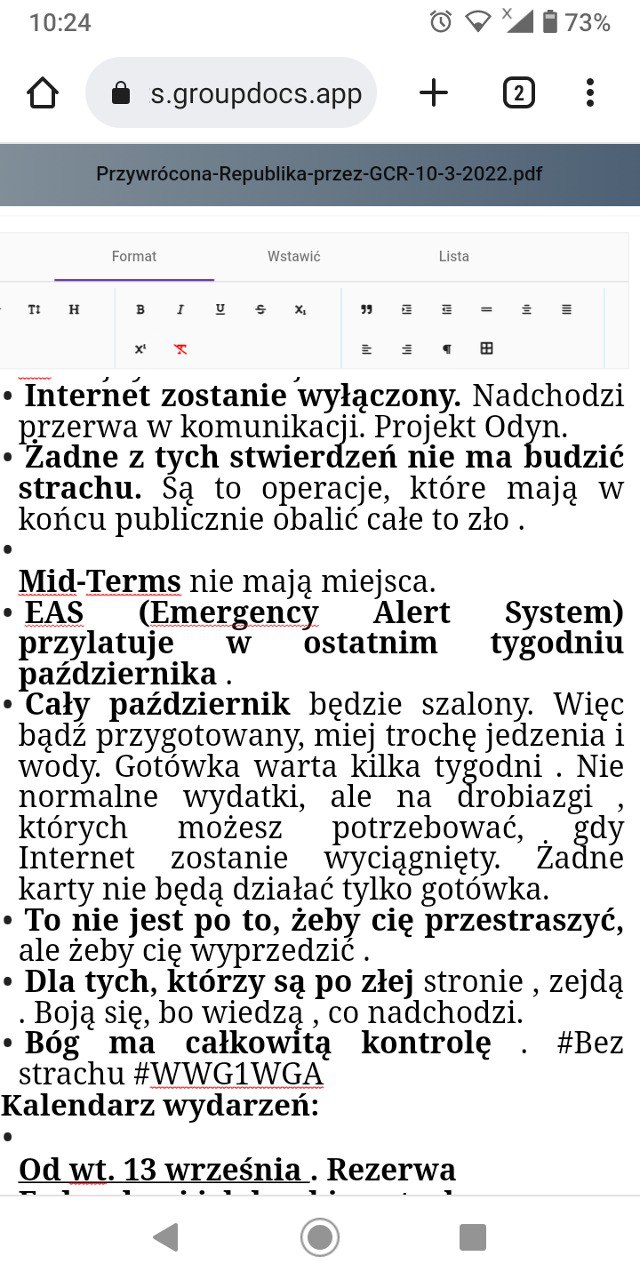 10:24
x
73%
s.groupdocs.app
2
Przywrócona-Republika-przez-GCR-10-3-2022.pdf
Format Wstawić Lista
• Internet zostanie wyłączony. Nadchodzi
przerwa w komunikacji. Projekt Odyn.
• Żadne z tych stwierdzeń nie ma budzić
strachu. Są to operacje, które mają w
końcu publicznie obalić całe to zło .
•
Mid-Terms nie mają miejsca.
• EAS (Emergency Alert System)
przylatuje w ostatnim tygodniu
października .
• Cały październik będzie szalony. Więc
bądź przygotowany, miej trochę jedzenia i
wody. Gotówka warta kilka tygodni . Nie
normalne wydatki, ale na drobiazgi ,
których możesz potrzebować, gdy
Internet zostanie wyciągnięty. Żadne
karty nie będą działać tylko gotówka.
• To nie jest po to, żeby cię przestraszyć,
ale żeby cię wyprzedzić .
• Dla tych, którzy są po złej stronie , zejdą
. Boją się, bo wiedzą , co nadchodzi.
• Bóg ma całkowitą kontrolę . #Bez
strachu #WWG1WGA
Kalendarz wydarzeń:
•
Od wt. 13 września . Rezerwa